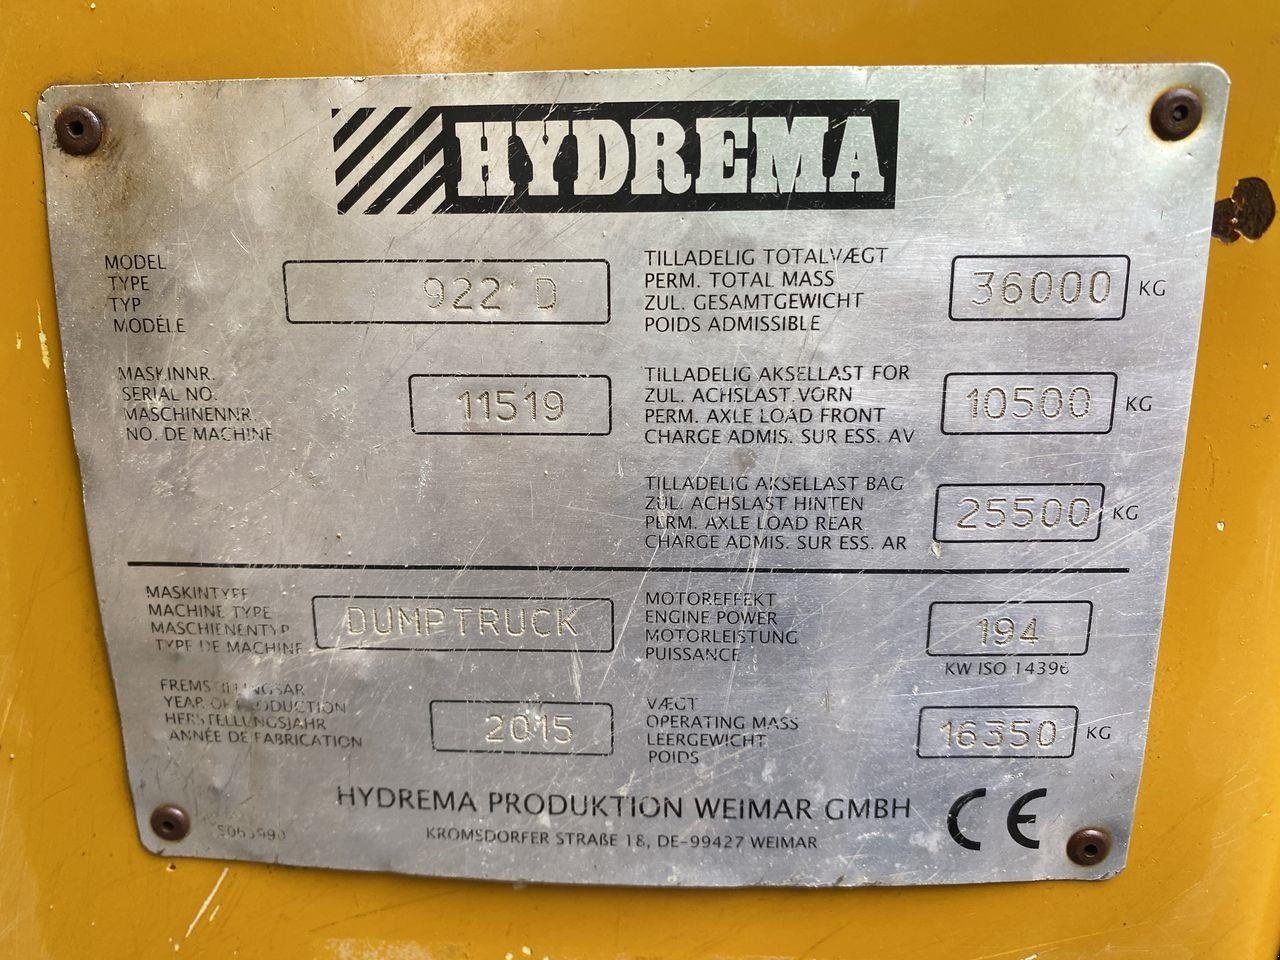 HYDREMA
MODEL
TYPE
TYP
MODÉLE
922 D
TILLADELIG TOTALVÆGT
PERM. TOTAL MASS
ZUL. GESAMTGEWICHT
POIDS ADMISSIBLE
36000 KG
MASKINNR.
SERIAL NO.
MASCHINENNR.
NO. DE MACHINE
11519
TILLADELIG AKSELLAST FOR
ZUL. ACHSLAST VORN
PERM. AXLE LOAD FRONT
CHARGE ADMIS. SUR ESS. AV
10500 KG
TILLADELIG AKSELLAST BAG
ZUL. ACHSLAST HINTEN
PERM. AXLE LOAD REAR
CHARGE ADMIS. SUR ESS. AR
25500 KG
MASKINTYPE
MACHINE TYPE
MASCHIENENTYP
TYPE DE MACHINE
DUMPTRUCK
MOTOREFFEKT
ENGINE POWER
MOTORLEISTUNG
PUISSANCE
194
KW ISO 14396
FREMSTILLINGSÅR
YEAR OF PRODUCTION
HERSTELLUNGSJAHR
ANNÉE DE FABRICATION
2015
VÆGT
OPERATING MASS
LEERGEWICHT
POIDS
16350 KG
HYDREMA PRODUKTION WEIMAR GMBH
KROMSDORFER STRAßE 18, DE-99427 WEIMAR
CE